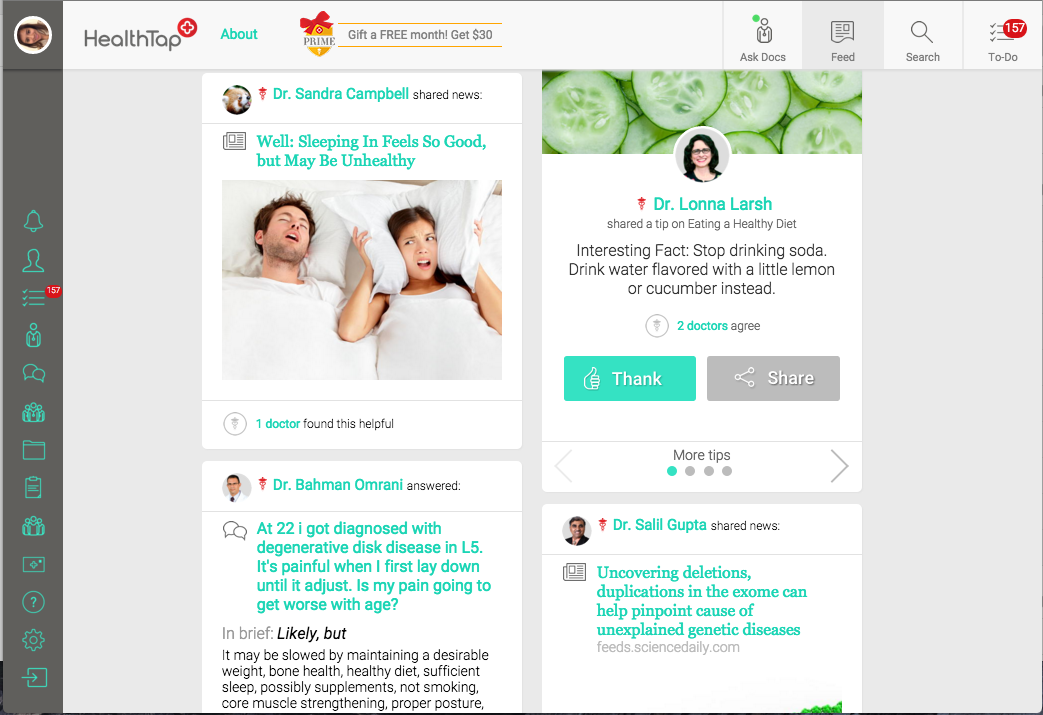 HealthTap
About
PRIME
Gift a FREE month! Get $30
Ask Docs
Feed
Search
157
To-Do
157
?
Dr. Sandra Campbell shared news:
Well: Sleeping In Feels So Good,
but May Be Unhealthy
1 doctor found this helpful
Dr. Bahman Omrani answered:
At 22 i got diagnosed with
degenerative disk disease in L5.
It's painful when I first lay down
until it adjust. Is my pain going to
get worse with age?
In brief: Likely, but
It may be slowed by maintaining a desirable
weight, bone health, healthy diet, sufficient
sleep, possibly supplements, not smoking,
core muscle strengthening, proper posture,
Dr. Lonna Larsh
shared a tip on Eating a Healthy Diet
Interesting Fact: Stop drinking soda.
Drink water flavored with a little lemon
or cucumber instead.
2 doctors agree
Thank
Share
More tips
Dr. Salil Gupta shared news:
Uncovering deletions,
duplications in the exome can
help pinpoint cause of
unexplained genetic diseases
feeds.sciencedaily.com